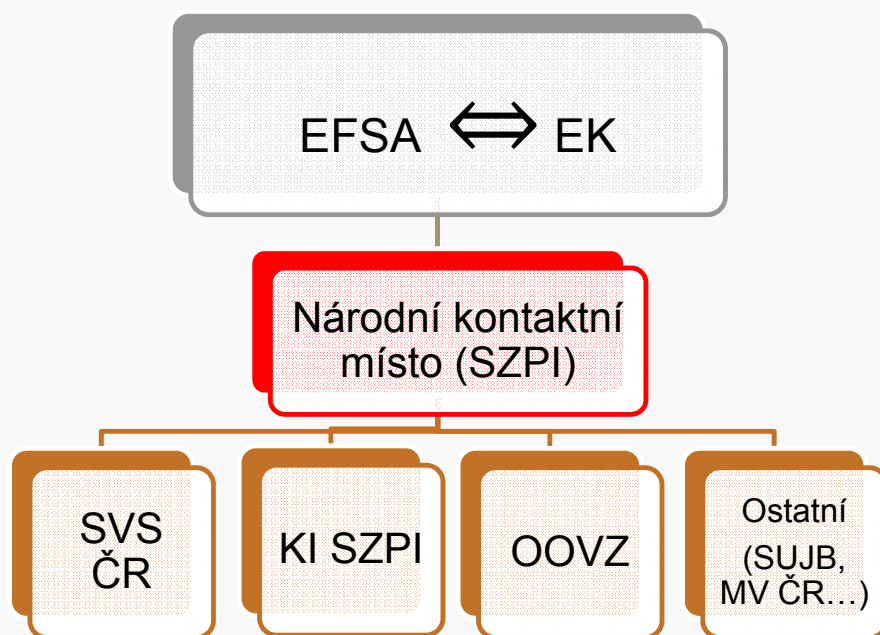 EFSA ⇔ EK
Národní kontaktní
místo (SZPI)
SVS
ČR
KI SZPI
OOVZ
Ostatní
(SUJB,
MV ČR…)